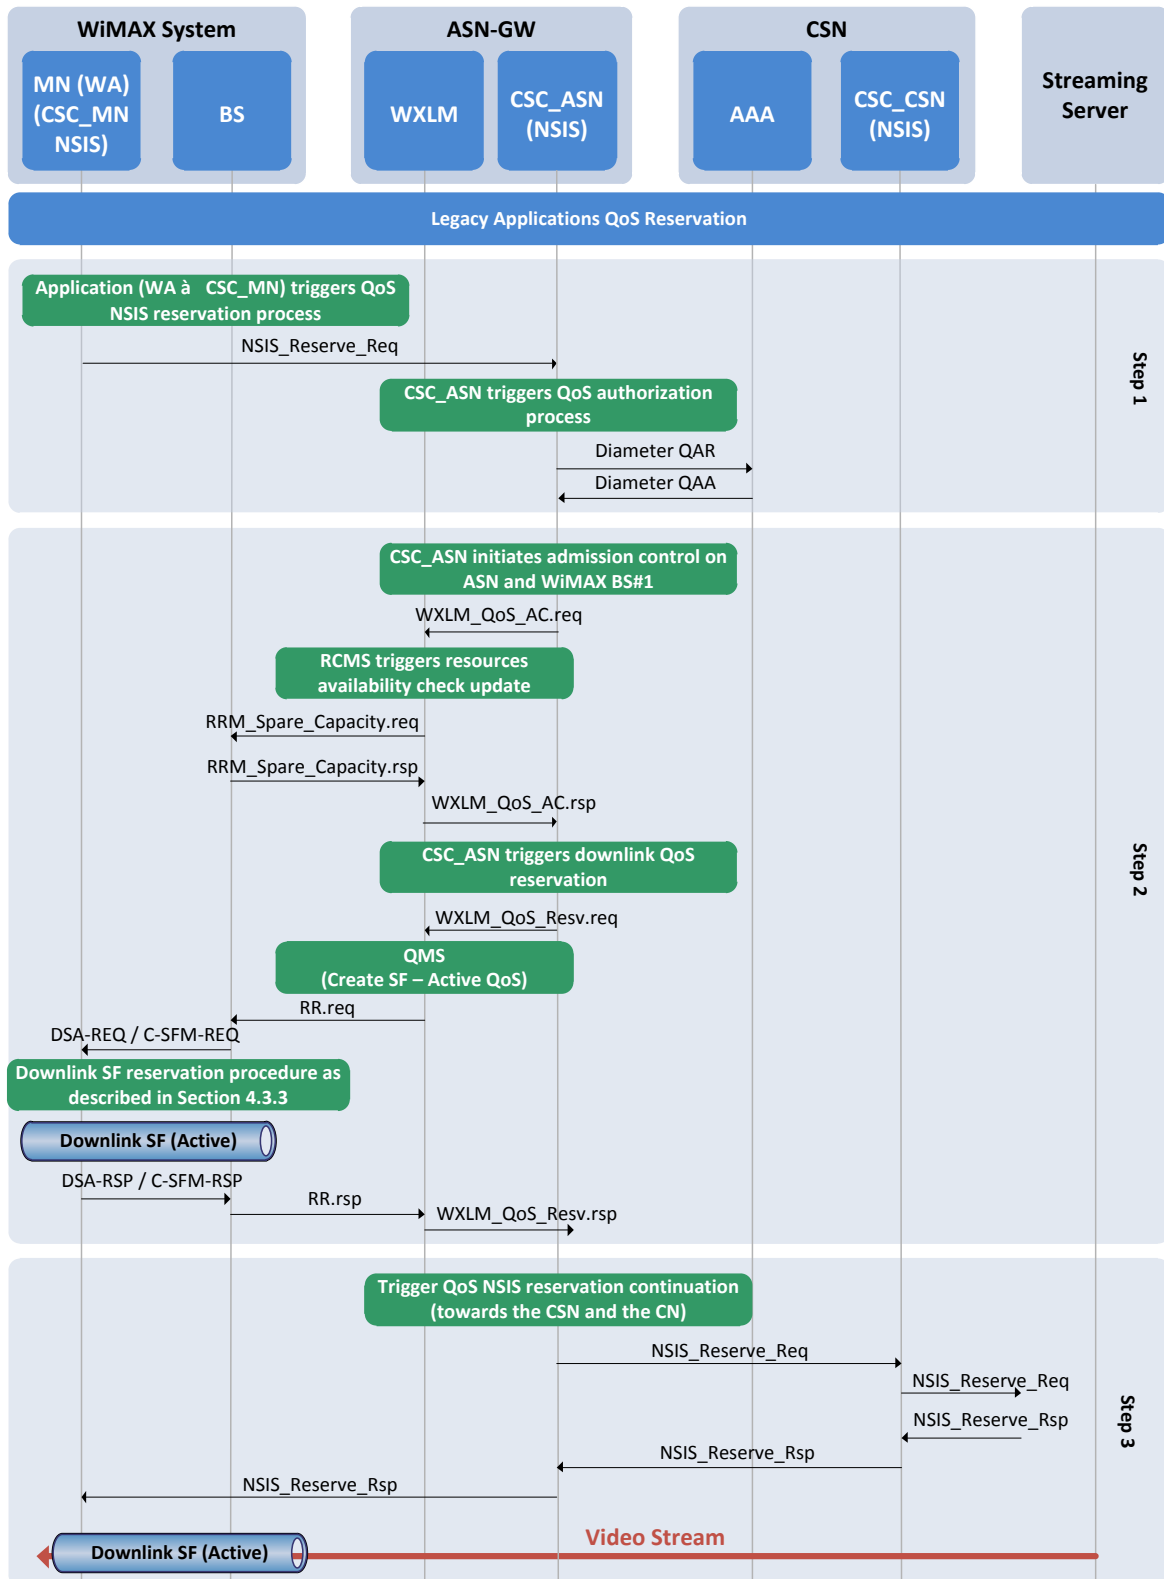 WiMAX System
ASN-GW
CSN
MN (WA)
(CSC_MN
NSIS)
BS
WXLM
CSC_ASN
(NSIS)
AAA
CSC_CSN
(NSIS)
Streaming
Server
Legacy Applications QoS Reservation
Step 1
Application (WA à CSC_MN) triggers QoS
NSIS reservation process
NSIS_Reserve_Req
CSC_ASN triggers QoS authorization
process
Diameter QAR
Diameter QAA
Step 2
CSC_ASN initiates admission control on
ASN and WiMAX BS#1
WXLM_QoS_AC.req
RCMS triggers resources
availability check update
RRM_Spare_Capacity.req
RRM_Spare_Capacity.rsp
WXLM_QoS_AC.rsp
CSC_ASN triggers downlink QoS
reservation
WXLM_QoS_Resv.req
QMS
(Create SF – Active QoS)
RR.req
DSA-REQ / C-SFM-REQ
Downlink SF reservation procedure as
described in Section 4.3.3
Downlink SF (Active)
DSA-RSP / C-SFM-RSP
RR.rsp
WXLM_QoS_Resv.rsp
Step 3
Trigger QoS NSIS reservation continuation
(towards the CSN and the CN)
NSIS_Reserve_Req
NSIS_Reserve_Req
NSIS_Reserve_Rsp
NSIS_Reserve_Rsp
NSIS_Reserve_Rsp
Video Stream
Downlink SF (Active)